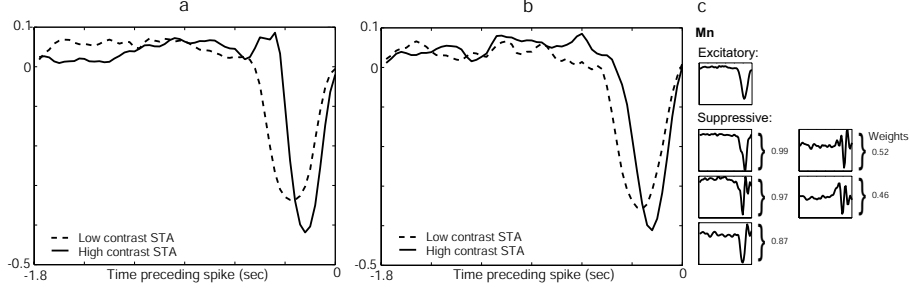 a
0.1
0
-0.5
-1.8
Time preceding spike (sec)
0
Low contrast STA
High contrast STA
b
0.1
0
-0.5
-1.8
Time preceding spike (sec)
0
Low contrast STA
High contrast STA
c
Mn
Excitatory:
Suppressive:
Weights
0.99
0.52
0.97
0.46
0.87